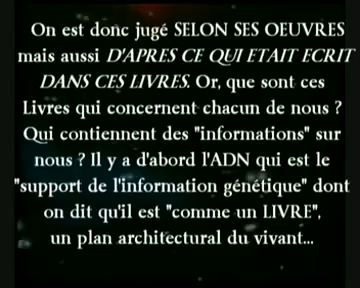 On est donc jugé SELON SES OEUVRES
mais aussi D'APRES CE QUI ETAIT ECRIT
DANS CES LIVRES. Or, que sont ces
Livres qui concernent chacun de nous ?
Qui contiennent des "informations" sur
nous ? Il y a d'abord l'ADN qui est le
"support de l'information génétique" dont
on dit qu'il est "comme un LIVRE",
un plan architectural du vivant...